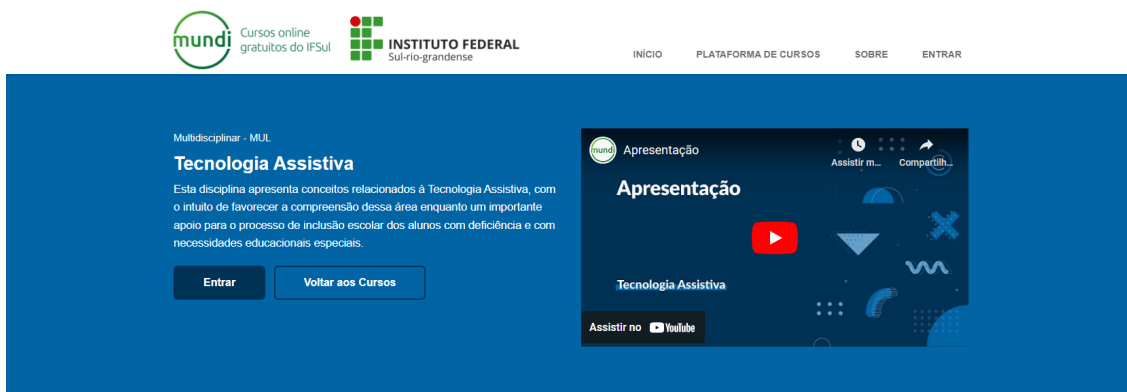 mundi
Cursos online
gratuitos do IFSul
INSTITUTO FEDERAL
Sul-rio-grandense
INÍCIO
PLATAFORMA DE CURSOS
SOBRE
ENTRAR
Multidisciplinar - MUL
Tecnologia Assistiva
Esta disciplina apresenta conceitos relacionados à Tecnologia Assistiva, com
o intuito de favorecer a compreensão dessa área enquanto um importante
apoio para o processo de inclusão escolar dos alunos com deficiência e com
necessidades educacionais especiais.
Entrar
Voltar aos Cursos
mundi
Apresentação
Assistir m...
Compartilh...
Apresentação
Tecnologia Assistiva
Assistir no YouTube